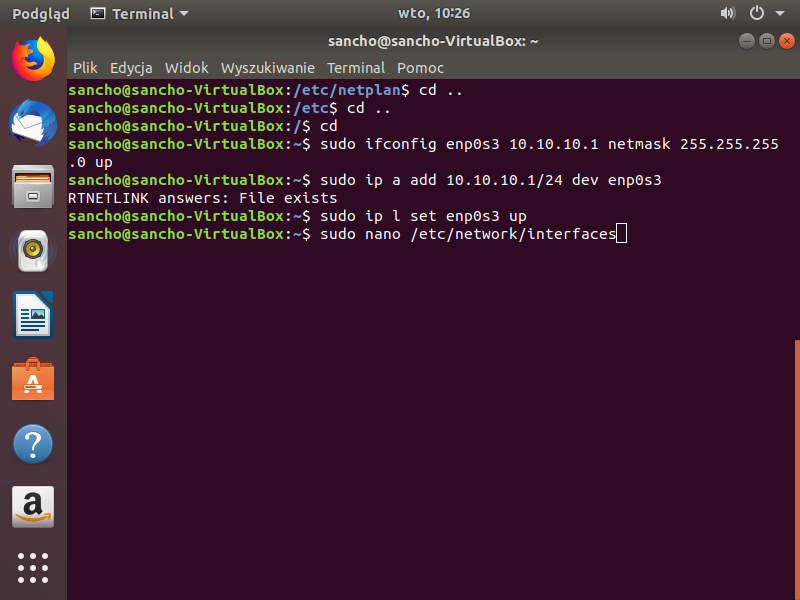 Podgląd Terminal wto, 10:26
sancho@sancho-VirtualBox: ~
Plik Edycja Widok Wyszukiwanie Terminal Pomoc
sancho@sancho-VirtualBox:/etc/netplan$ cd ..
sancho@sancho-VirtualBox:/etc$ cd ..
sancho@sancho-VirtualBox:/$ cd
sancho@sancho-VirtualBox:~$ sudo ifconfig enp0s3 10.10.10.1 netmask 255.255.255
.0 up
sancho@sancho-VirtualBox:~$ sudo ip a add 10.10.10.1/24 dev enp0s3
RTNETLINK answers: File exists
sancho@sancho-VirtualBox:~$ sudo ip l set enp0s3 up
sancho@sancho-VirtualBox:~$ sudo nano /etc/network/interfaces